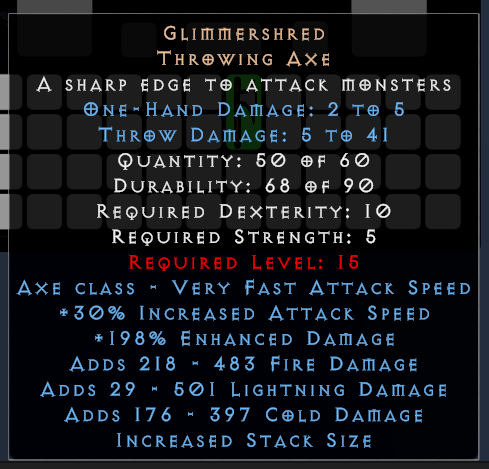 Glimmershred
Throwing Axe
A sharp edge to attack monsters
One-Hand Damage: 2 to 5
Throw Damage: 5 to 41
Quantity: 50 of 60
Durability: 68 of 90
Required Dexterity: 10
Required Strength: 5
Required Level: 15
Axe class - Very Fast Attack Speed
+30% Increased Attack Speed
+198% Enhanced Damage
Adds 218 - 483 Fire Damage
Adds 29 - 501 Lightning Damage
Adds 176 - 397 Cold Damage
Increased Stack Size